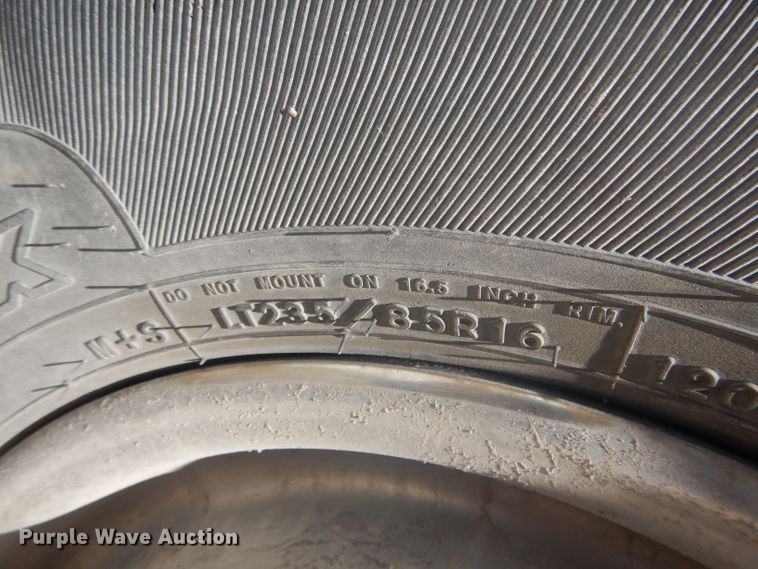 DO NOT MOUNT ON 16.5 INCH RIM.
M+S LT235/85R16 120
Purple Wave Auction